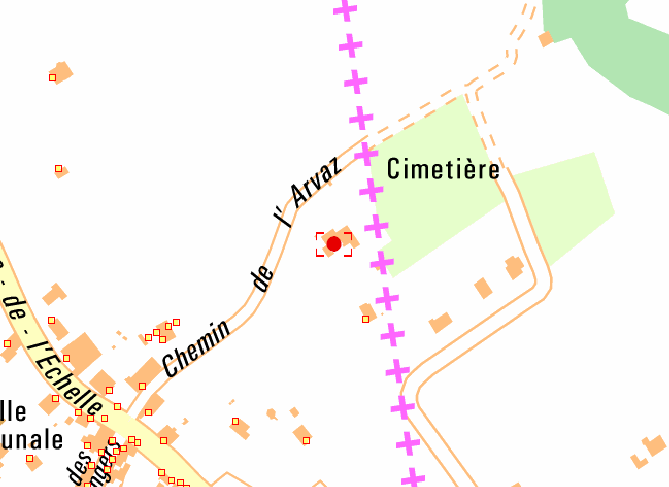 Cimetière
Chemin de l'Arvaz
- de - l'Echelle
lle
unale
des